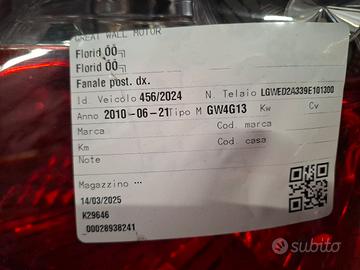 GREAT WALL MOTOR
Florid 00
Florid 00
Fanale post. dx.
Id Veicolo 456/2024 N. Telaio LGWED2A339E101300
Anno 2010-06-21 Tipo M GW4G13 Kw Cv
Marca Cod marca
Km Cod casa
Note
Magazzino ...
14/03/2025
K29646
00028938241
subito